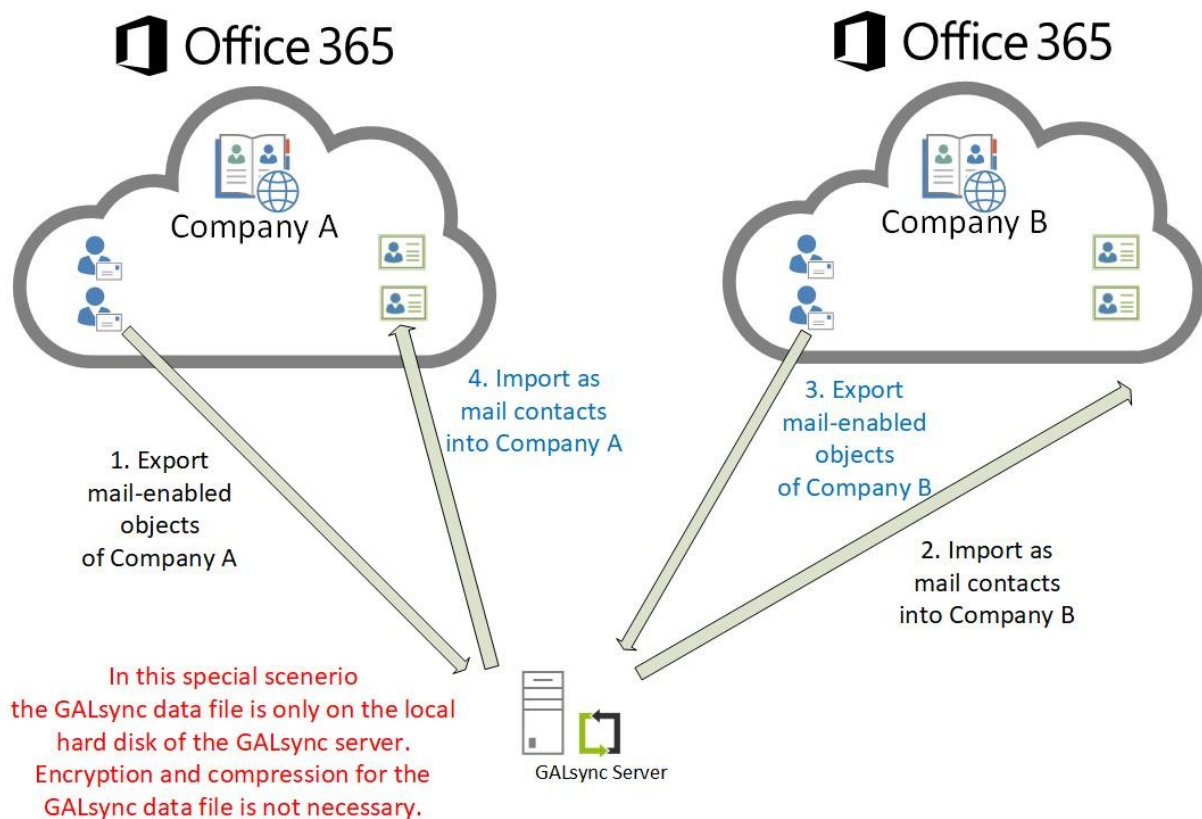 Office 365
Office 365
Company A
Company B
4. Import as
mail contacts
into Company A
3. Export
mail-enabled
objects
of Company B
1. Export
mail-enabled
objects
of Company A
2. Import as
mail contacts
into Company B
In this special scenerio
the GALsync data file is only on the local
hard disk of the GALsync server.
Encryption and compression for the
GALsync data file is not necessary.
GALsync Server